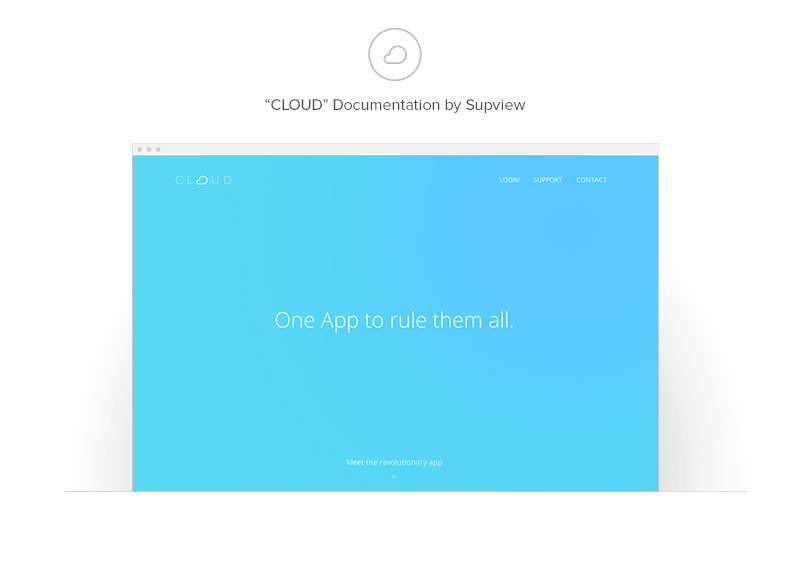 “CLOUD” Documentation by Supview
CLOUD
LOGIN SUPPORT CONTACT
One App to rule them all.
Meet the revolutionary app